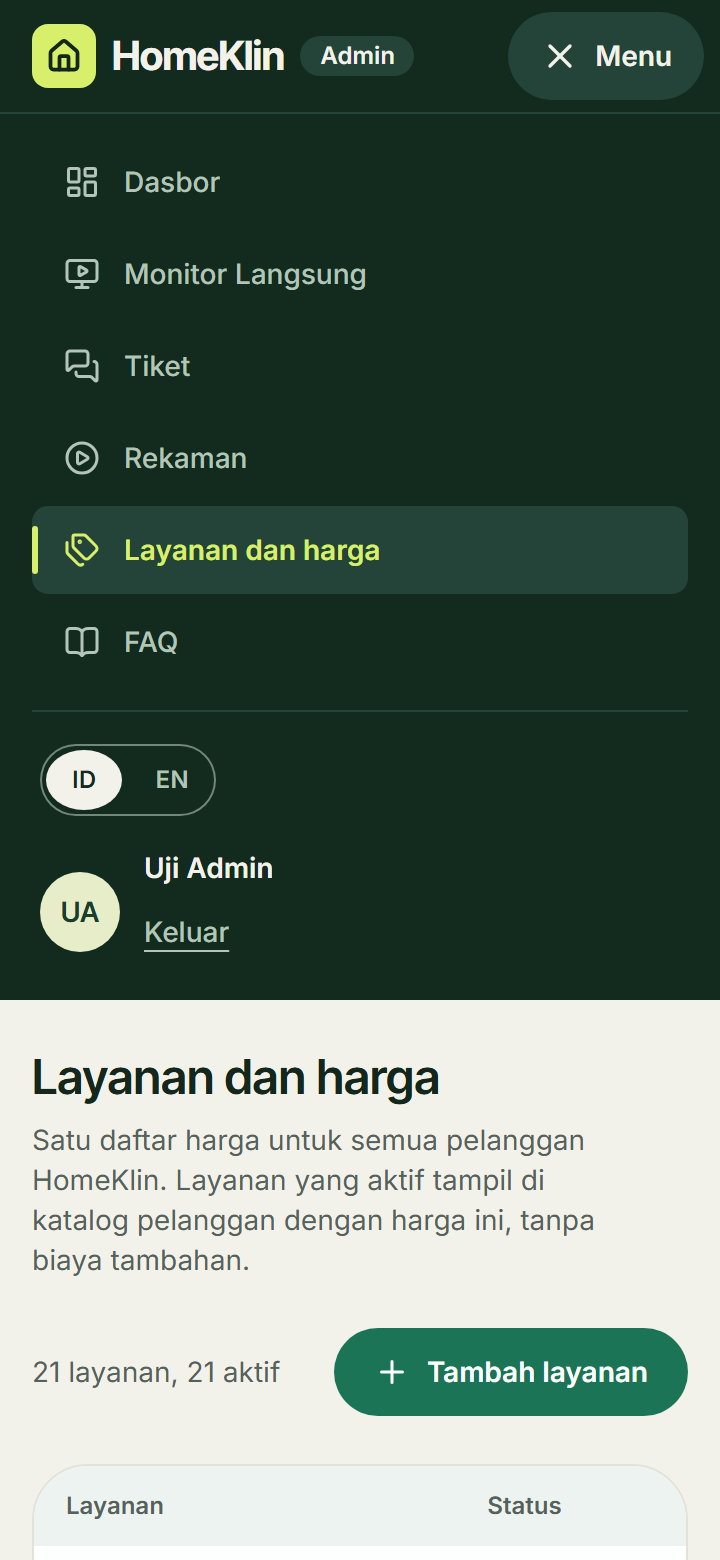 HomeKlin
Admin
Menu
Dasbor
Monitor Langsung
Tiket
Rekaman
Layanan dan harga
FAQ
ID
EN
Uji Admin
UA
Keluar
Layanan dan harga
Satu daftar harga untuk semua pelanggan
HomeKlin. Layanan yang aktif tampil di
katalog pelanggan dengan harga ini, tanpa
biaya tambahan.
21 layanan, 21 aktif
Tambah layanan
Layanan
Status